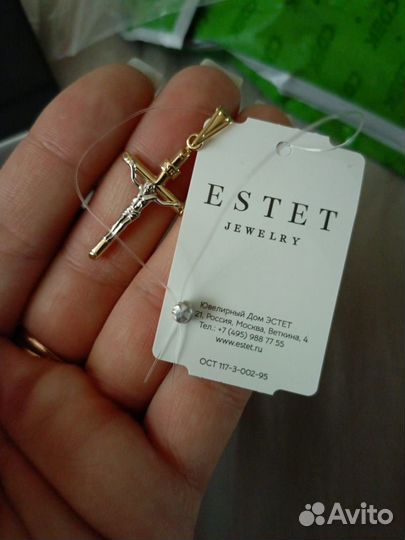 ESTET
JEWELRY
Ювелирный Дом ЭСТЕТ
21, Россия, Москва, Веткина, 4
Тел.: +7 (495) 988 77 55
www.estet.ru
ОСТ 117-3-002-95
Avito